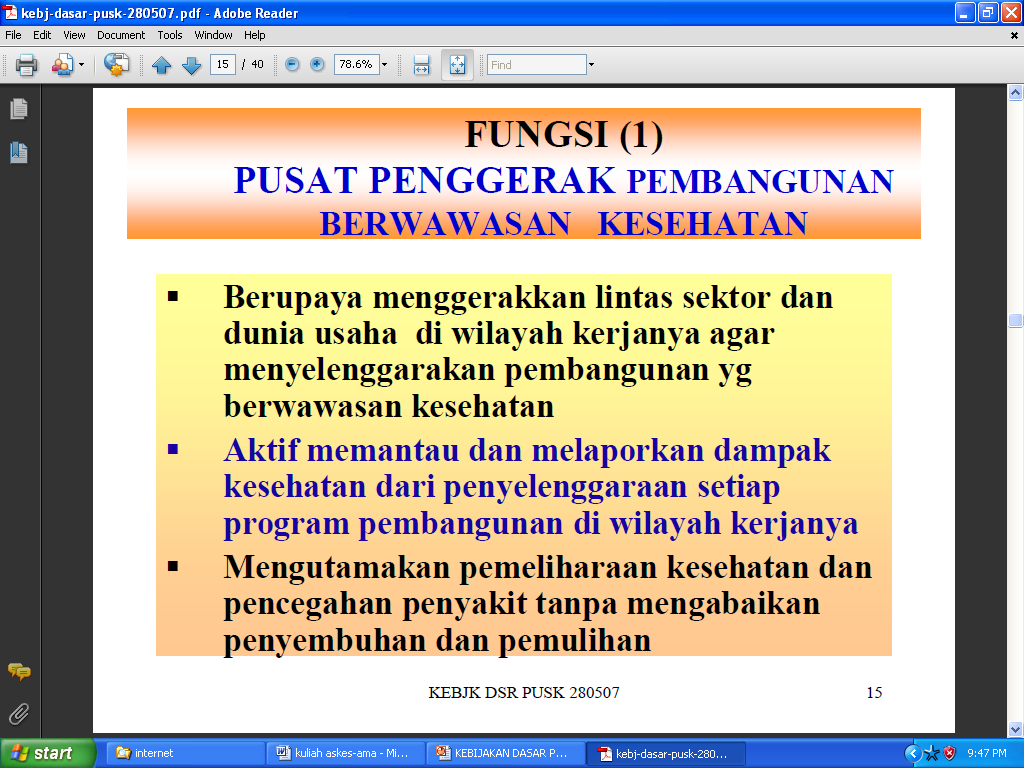 kebj-dasar-pusk-280507.pdf - Adobe Reader
File Edit View Document Tools Window Help
15 / 40 78.6% Find
FUNGSI (1)
PUSAT PENGGERAK PEMBANGUNAN
BERWAWASAN KESEHATAN
▪ Berupaya menggerakkan lintas sektor dan
dunia usaha di wilayah kerjanya agar
menyelenggarakan pembangunan yg
berwawasan kesehatan
▪ Aktif memantau dan melaporkan dampak
kesehatan dari penyelenggaraan setiap
program pembangunan di wilayah kerjanya
▪ Mengutamakan pemeliharaan kesehatan dan
pencegahan penyakit tanpa mengabaikan
penyembuhan dan pemulihan
KEBJK DSR PUSK 280507 15
start internet kuliah askes-ama - Mi... KEBIJAKAN DASAR P... kebj-dasar-pusk-280... 9:47 PM